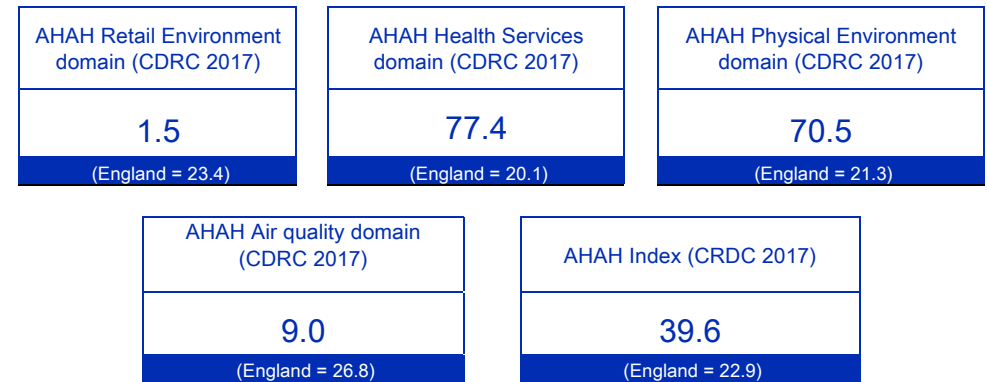 AHAH Retail Environment
domain (CDRC 2017)
1.5
(England = 23.4)
AHAH Health Services
domain (CDRC 2017)
77.4
(England = 20.1)
AHAH Physical Environment
domain (CDRC 2017)
70.5
(England = 21.3)
AHAH Air quality domain
(CDRC 2017)
9.0
(England = 26.8)
AHAH Index (CRDC 2017)
39.6
(England = 22.9)